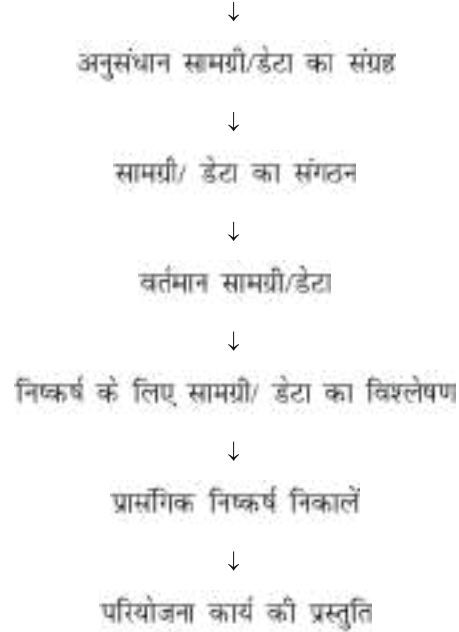 ↓
अनुसंधान सामग्री/डेटा का संग्रह
↓
सामग्री/ डेटा का संगठन
↓
वर्तमान सामग्री/डेटा
↓
निष्कर्ष के लिए सामग्री/ डेटा का विश्लेषण
↓
प्रासंगिक निष्कर्ष निकालें
↓
परियोजना कार्य की प्रस्तुति